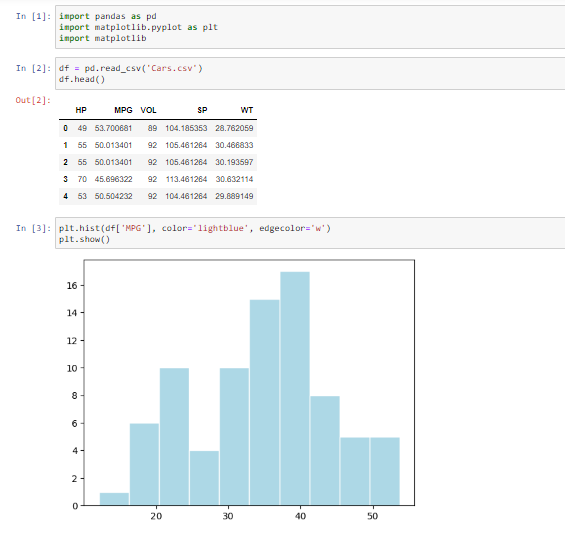 In [1]: import pandas as pd
import matplotlib.pyplot as plt
import matplotlib
In [2]: df = pd.read_csv('Cars.csv')
df.head()
Out[2]:
HP MPG VOL SP WT
0 49 53.700681 89 104.185353 28.762059
1 55 50.013401 92 105.461264 30.466833
2 55 50.013401 92 105.461264 30.193597
3 70 45.696322 92 113.461264 30.632114
4 53 50.504232 92 104.461264 29.889149
In [3]: plt.hist(df['MPG'], color='lightblue', edgecolor='w')
plt.show()
16
14
12
10
8
6
4
2
0
20 30 40 50